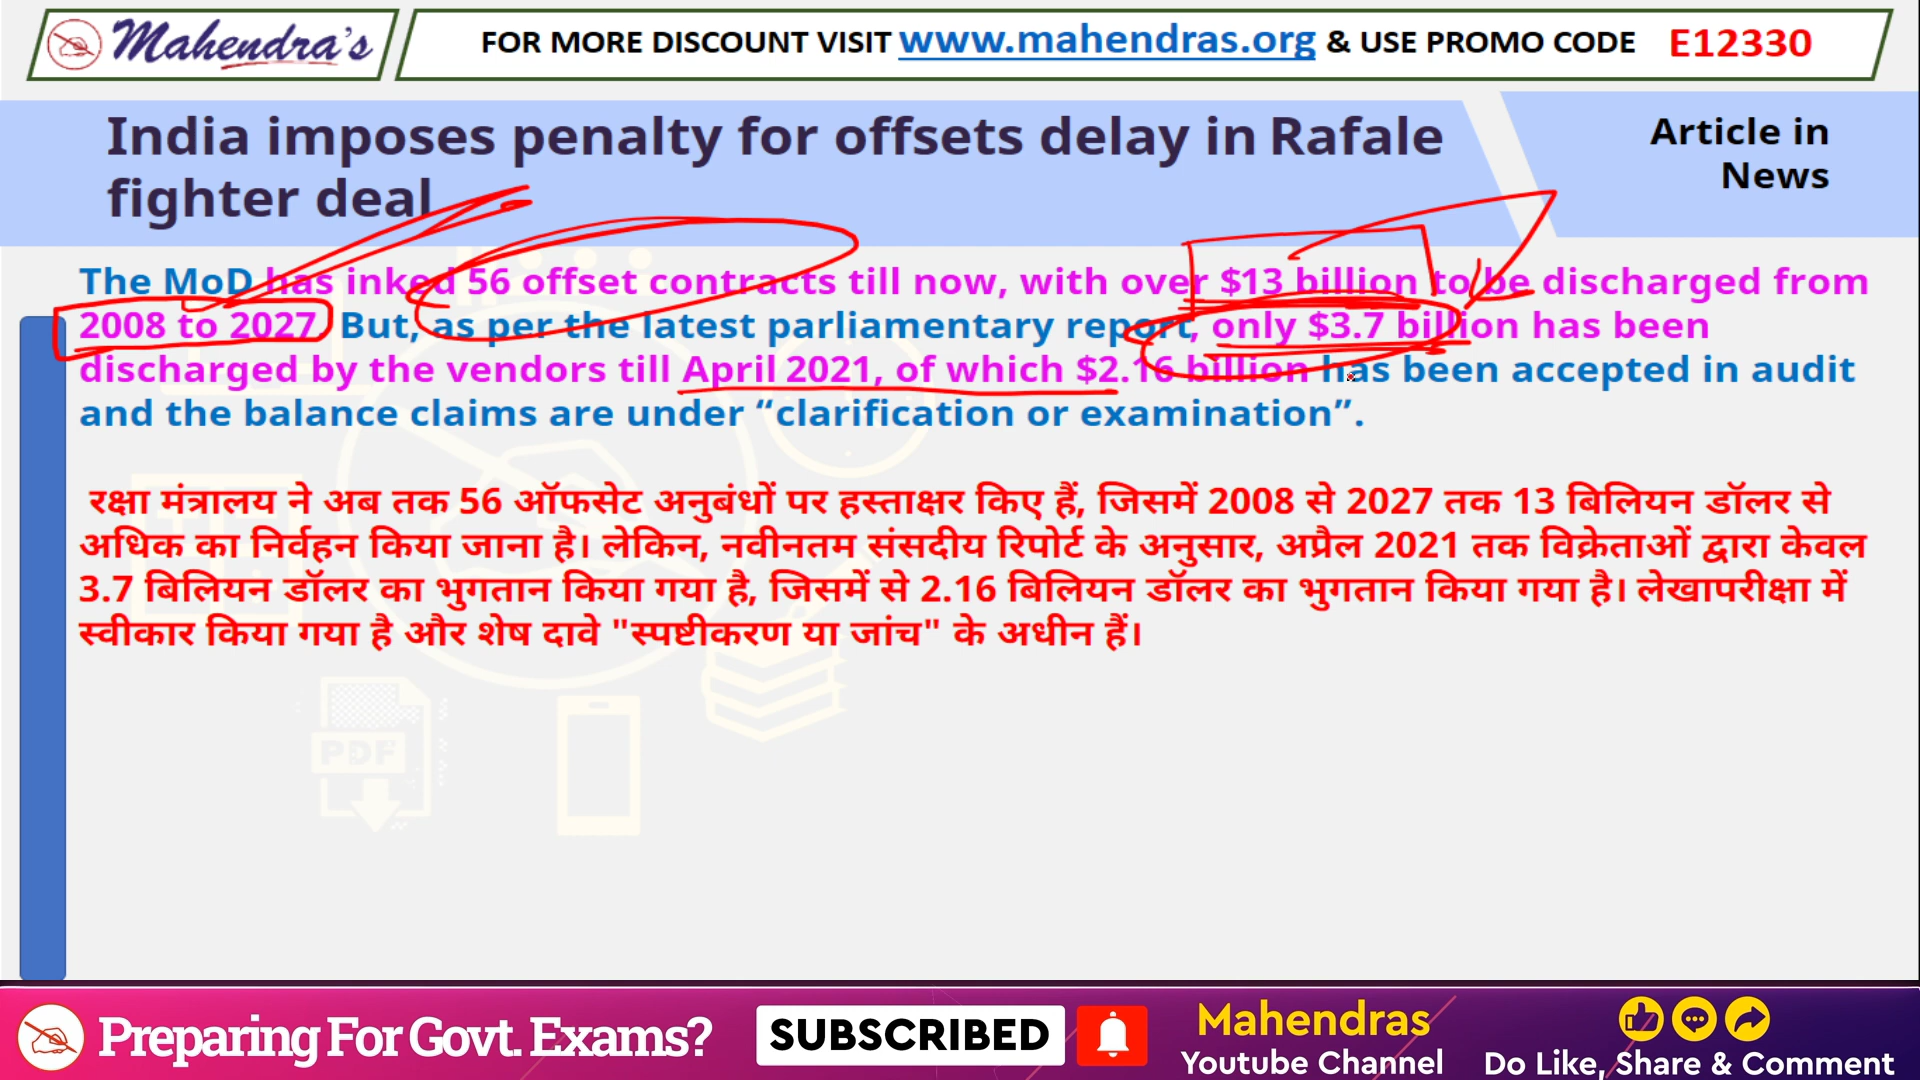 Mahendra's
FOR MORE DISCOUNT VISIT www.mahendras.org & USE PROMO CODE E12330
India imposes penalty for offsets delay in Rafale
fighter deal
Article in
News
The MoD has inked 56 offset contracts till now, with over $13 billion to be discharged from
2008 to 2027. But, as per the latest parliamentary report, only $3.7 billion has been
discharged by the vendors till April 2021, of which $2.16 billion has been accepted in audit
and the balance claims are under “clarification or examination”.
रक्षा मंत्रालय ने अब तक 56 ऑफसेट अनुबंधों पर हस्ताक्षर किए हैं, जिसमें 2008 से 2027 तक 13 बिलियन डॉलर से
अधिक का निर्वहन किया जाना है। लेकिन, नवीनतम संसदीय रिपोर्ट के अनुसार, अप्रैल 2021 तक विक्रेताओं द्वारा केवल
3.7 बिलियन डॉलर का भुगतान किया गया है, जिसमें से 2.16 बिलियन डॉलर का भुगतान किया गया है। लेखापरीक्षा में
स्वीकार किया गया है और शेष दावे "स्पष्टीकरण या जांच" के अधीन हैं।
PDF
Preparing For Govt. Exams?
SUBSCRIBED
Mahendras
Youtube Channel
Do Like, Share & Comment